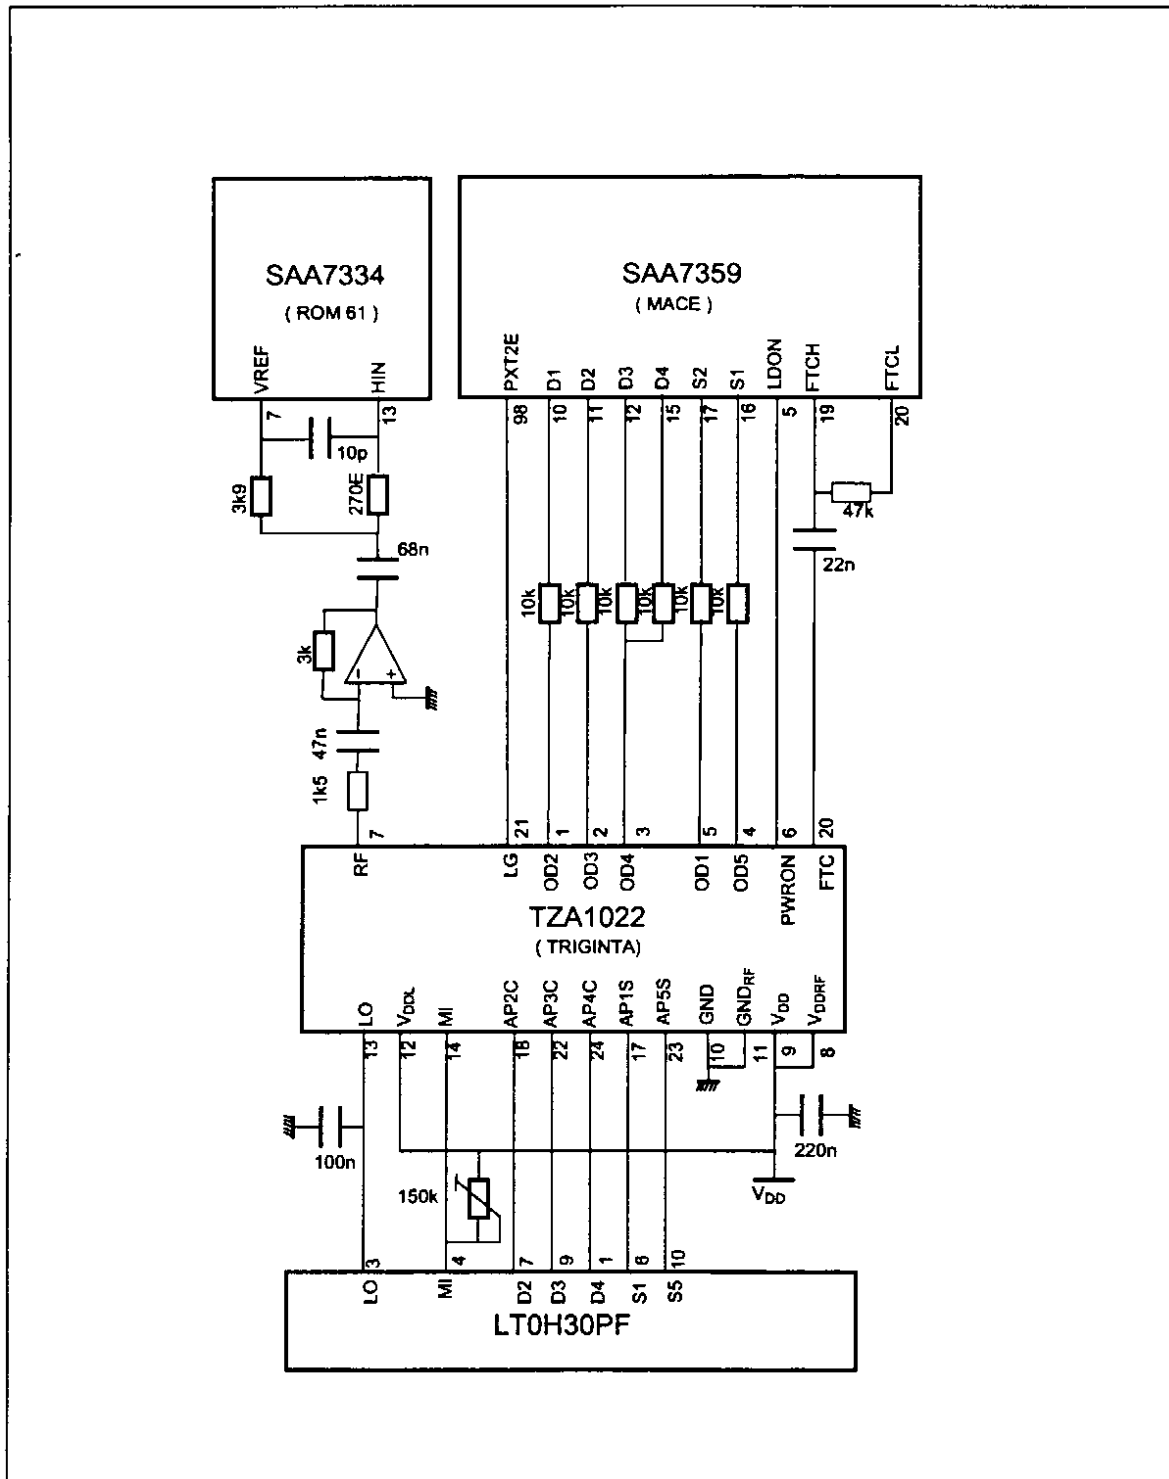 SAA7334
( ROM 61 )
VREF
HIN
7
13
SAA7359
( MACE )
PXT2E
D1
D2
D3
D4
S2
S1
LDON
FTCH
FTCL
98
10
11
12
15
17
16
5
19
20
10p
3k9
270E
68n
3k
47n
1k5
47k
22n
10k
10k
10k
10k
10k
10k
7
21
1
2
3
5
4
6
20
RF
LG
OD2
OD3
OD4
OD1
OD5
PWRON
FTC
TZA1022
( TRIGINTA)
LO
VDDL
MI
AP2C
AP3C
AP4C
AP1S
AP5S
GND
GNDRF
VDD
VDDRF
13
12
14
18
22
24
17
23
10
11
9
8
100n
150k
220n
VDD
3
4
7
9
1
6
10
LO
MI
D2
D3
D4
S1
S5
LT0H30PF